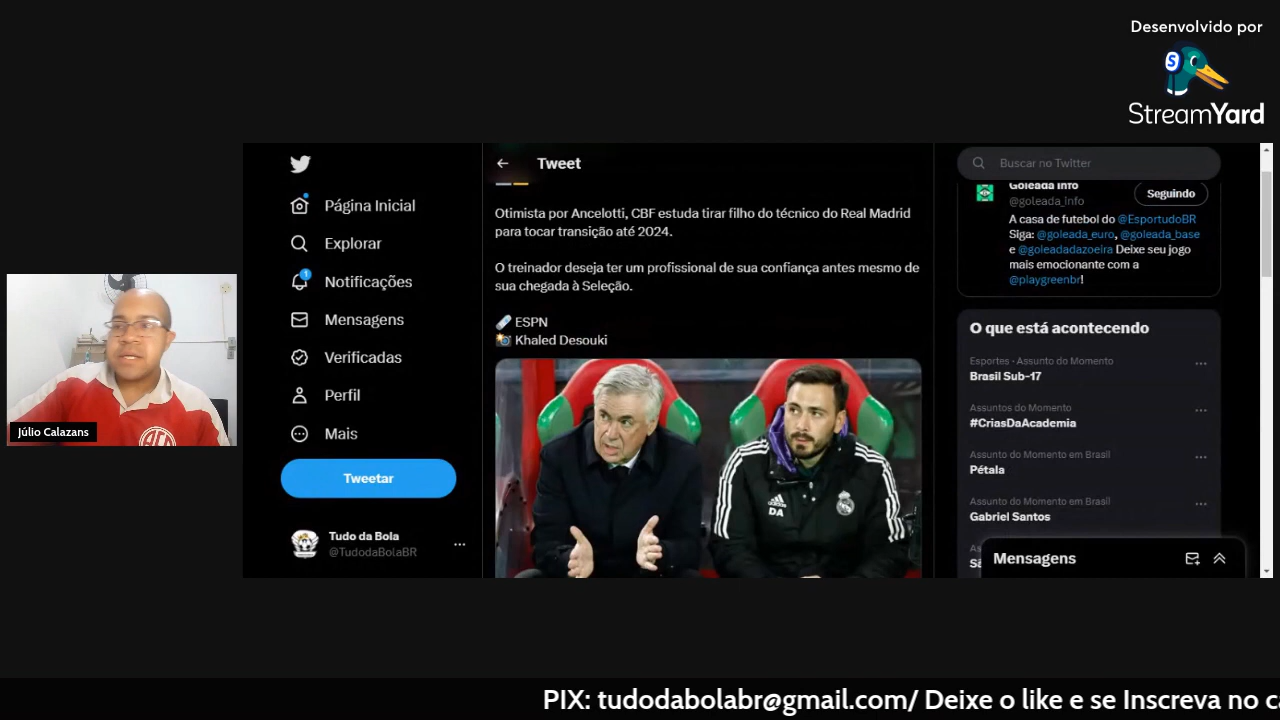 Desenvolvido por
StreamYard
Júlio Calazans
Página Inicial
Explorar
1
Notificações
Mensagens
Verificadas
Perfil
Mais
Tweetar
Tudo da Bola
@TudodaBolaBR
Tweet
Otimista por Ancelotti, CBF estuda tirar filho do técnico do Real Madrid
para tocar transição até 2024.
O treinador deseja ter um profissional de sua confiança antes mesmo de
sua chegada à Seleção.
ESPN
Khaled Desouki
adidas
DA
Buscar no Twitter
Goleada Info
@goleada_info
Seguindo
A casa de futebol do @EsportudoBR
Siga: @goleada_euro, @goleada_base
e @goleadadazoeira Deixe seu jogo
mais emocionante com a
@playgreenbr!
O que está acontecendo
Esportes · Assunto do Momento
Brasil Sub-17
Assuntos do Momento
#CriasDaAcademia
Assunto do Momento em Brasil
Pétala
Assunto do Momento em Brasil
Gabriel Santos
Mensagens
PIX: tudodabolabr@gmail.com/ Deixe o like e se Inscreva no